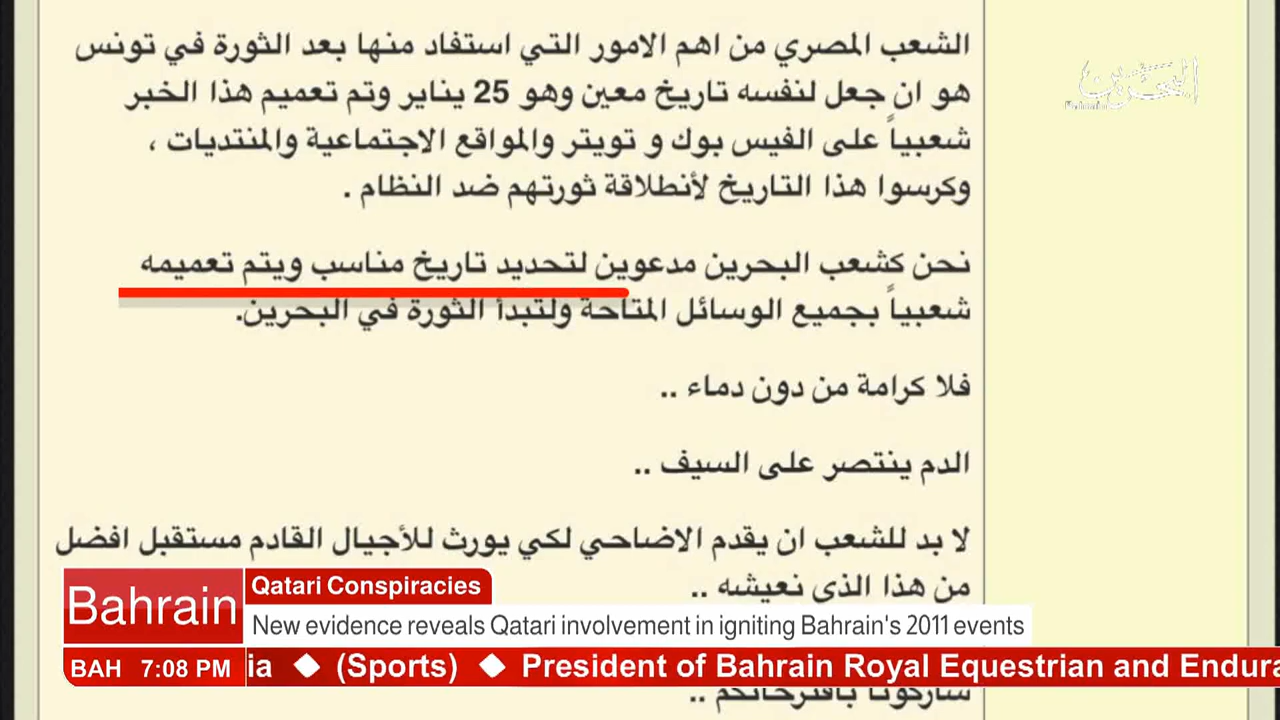 الشعب المصري من اهم الامور التي استفاد منها بعد الثورة في تونس
هو ان جعل لنفسه تاريخ معين وهو 25 يناير وتم تعميم هذا الخبر
شعبياً على الفيس بوك و تويتر والمواقع الاجتماعية والمنتديات ،
وكرسوا هذا التاريخ لأنطلاقة ثورتهم ضد النظام .
نحن كشعب البحرين مدعوين لتحديد تاريخ مناسب ويتم تعميمه
شعبياً بجميع الوسائل المتاحة ولتبدأ الثورة في البحرين.
فلا كرامة من دون دماء ..
الدم ينتصر على السيف ..
لا بد للشعب ان يقدم الاضاحي لكي يورث للأجيال القادم مستقبل افضل
من هذا الذي نعيشه ..
البحرين
Bahrain
Qatari Conspiracies
New evidence reveals Qatari involvement in igniting Bahrain's 2011 events
BAH 7:08 PM ia ◆ (Sports) ◆ President of Bahrain Royal Equestrian and Endura